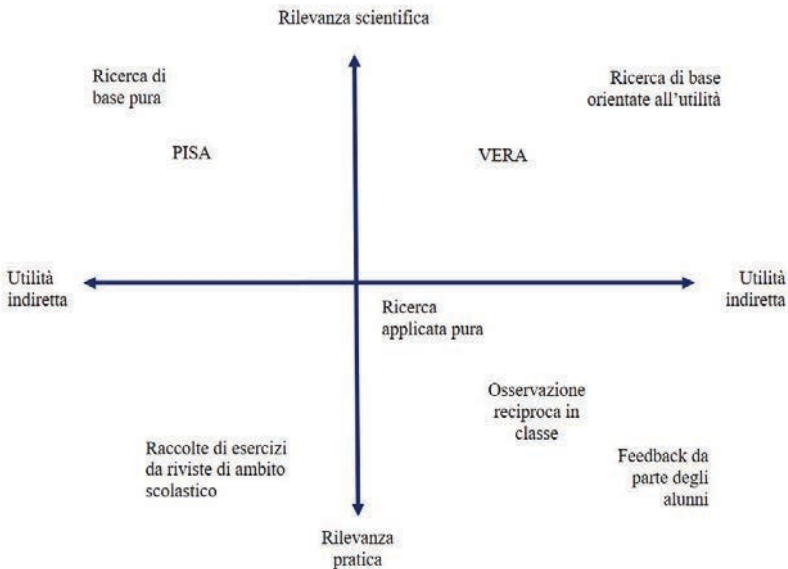 Rilevanza scientifica
Ricerca di
base pura
Ricerca di base
orientate all'utilità
PISA
VERA
Utilità
indiretta
Utilità
indiretta
Ricerca
applicata pura
Osservazione
reciproca in
classe
Raccolte di esercizi
da riviste di ambito
scolastico
Feedback da
parte degli
alunni
Rilevanza
pratica